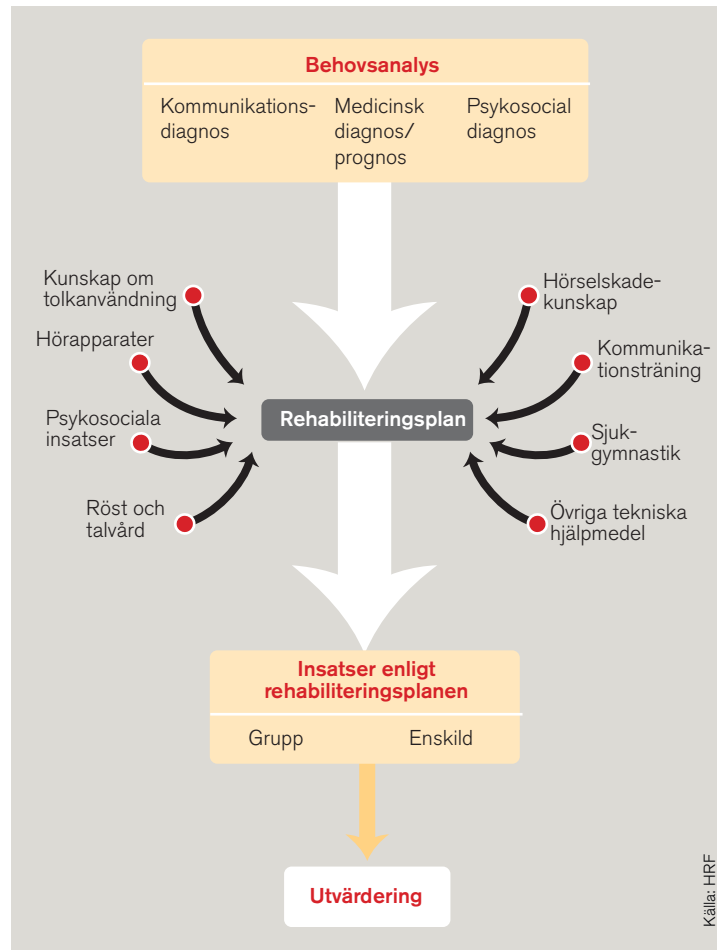 Behovsanalys
Kommunikations-
diagnos
Medicinsk
diagnos/
prognos
Psykosocial
diagnos
Kunskap om
tolkanvändning
Hörapparater
Psykosociala
insatser
Röst och
talvård
Rehabiliteringsplan
Hörselskade-
kunskap
Kommunika-
tionsträning
Sjuk-
gymnastik
Övriga tekniska
hjälpmedel
Insatser enligt
rehabiliteringsplanen
Grupp
Enskild
Utvärdering
Källa: HRF